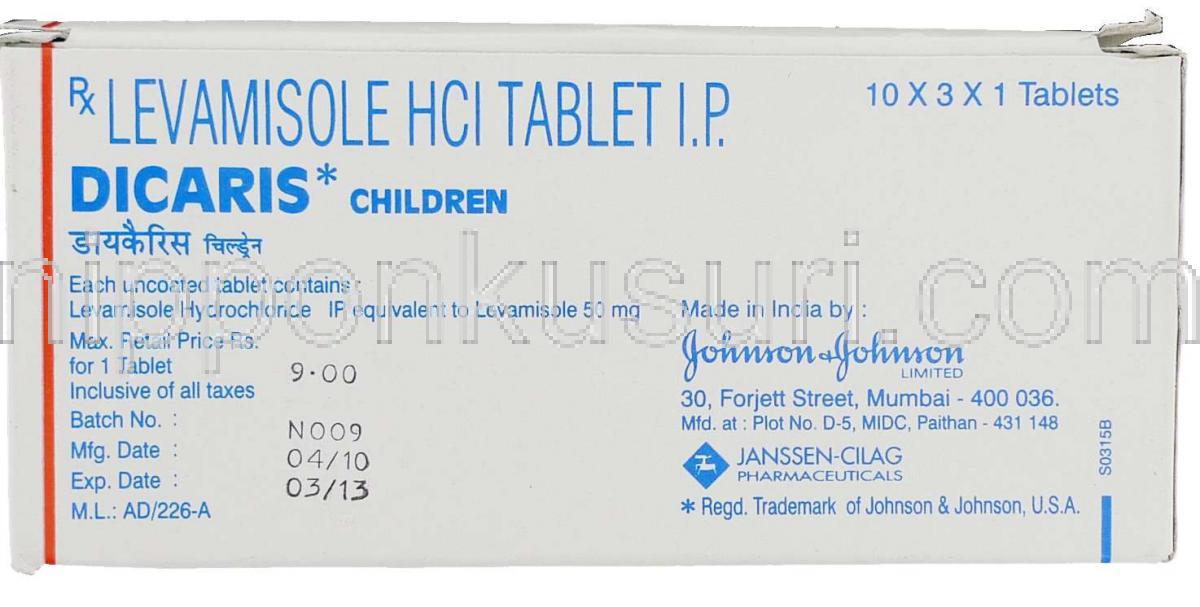 Rx LEVAMISOLE HCl TABLET I.P.
10 X 3 X 1 Tablets
DICARIS* CHILDREN
डायकैरिस चिल्ड्रेन
Each uncoated tablet contains :
Levamisole Hydrochloride IP equivalent to Levamisole 50 mg
Max. Retail Price Rs.
for 1 Tablet
9.00
Inclusive of all taxes
Batch No. : N009
Mfg. Date : 04/10
Exp. Date : 03/13
M.L.: AD/226-A
Made in India by :
Johnson & Johnson
LIMITED
30, Forjett Street, Mumbai - 400 036.
Mfd. at : Plot No. D-5, MIDC, Paithan - 431 148
JANSSEN-CILAG
PHARMACEUTICALS
* Regd. Trademark of Johnson & Johnson, U.S.A.
S0315B
nipponkusuri.com